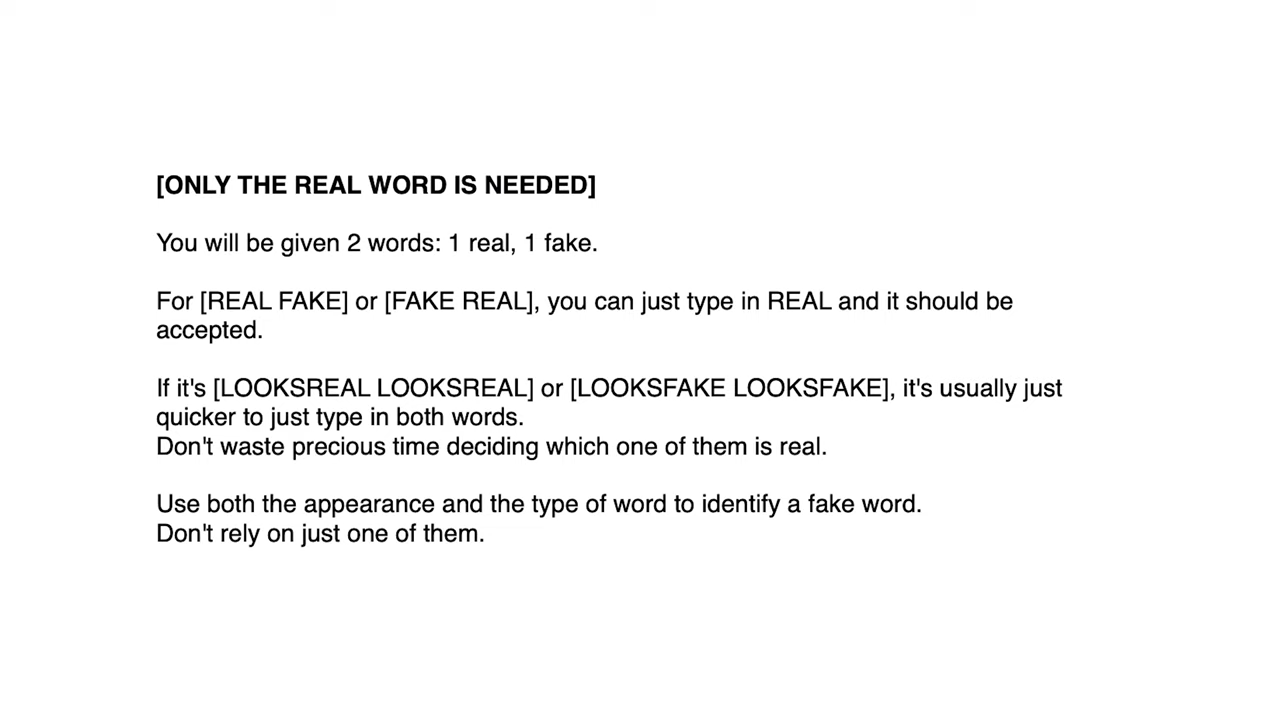 [ONLY THE REAL WORD IS NEEDED]
You will be given 2 words: 1 real, 1 fake.
For [REAL FAKE] or [FAKE REAL], you can just type in REAL and it should be
accepted.
If it's [LOOKSREAL LOOKSREAL] or [LOOKSFAKE LOOKSFAKE], it's usually just
quicker to just type in both words.
Don't waste precious time deciding which one of them is real.
Use both the appearance and the type of word to identify a fake word.
Don't rely on just one of them.